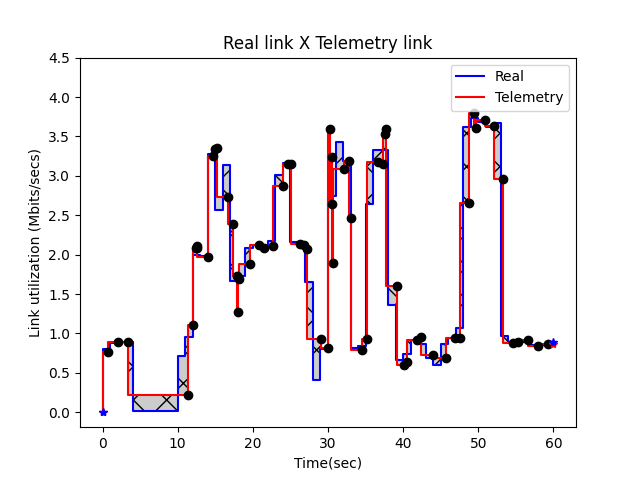 Real link X Telemetry link
Real
Telemetry
Link utilization (Mbits/secs)
4.5
4.0
3.5
3.0
2.5
2.0
1.5
1.0
0.5
0.0
0 10 20 30 40 50 60
Time(sec)